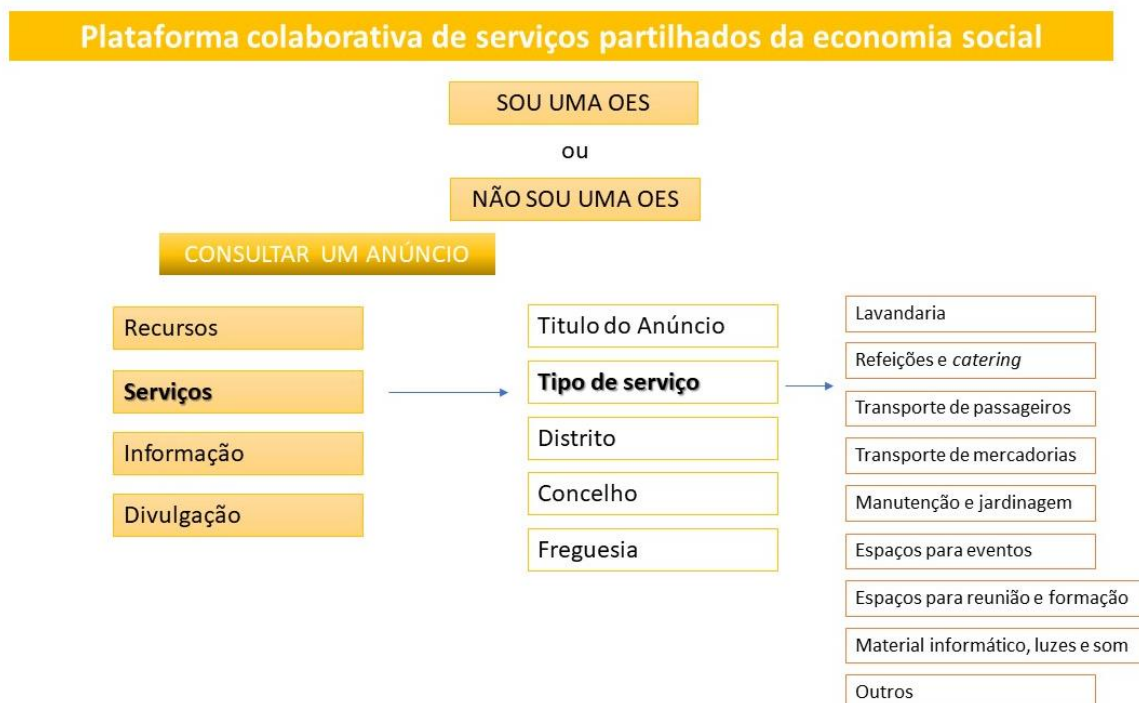 Plataforma colaborativa de serviços partilhados da economia social
SOU UMA OES
ou
NÃO SOU UMA OES
CONSULTAR UM ANÚNCIO
Recursos
Serviços
Informação
Divulgação
Titulo do Anúncio
Tipo de serviço
Distrito
Concelho
Freguesia
Lavandaria
Refeições e catering
Transporte de passageiros
Transporte de mercadorias
Manutenção e jardinagem
Espaços para eventos
Espaços para reunião e formação
Material informático, luzes e som
Outros